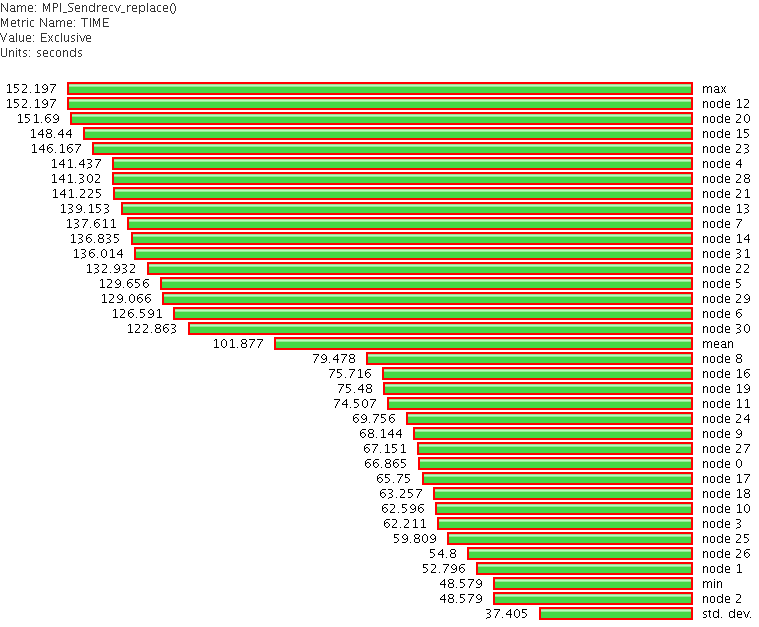 Name: MPI_Sendrecv_replace()
Metric Name: TIME
Value: Exclusive
Units: seconds
152.197 max
152.197 node 12
151.69 node 20
148.44 node 15
146.167 node 23
141.437 node 4
141.302 node 28
141.225 node 21
139.153 node 13
137.611 node 7
136.835 node 14
136.014 node 31
132.932 node 22
129.656 node 5
129.066 node 29
126.591 node 6
122.863 node 30
101.877 mean
79.478 node 8
75.716 node 16
75.48 node 19
74.507 node 11
69.756 node 24
68.144 node 9
67.151 node 27
66.865 node 0
65.75 node 17
63.257 node 18
62.596 node 10
62.211 node 3
59.809 node 25
54.8 node 26
52.796 node 1
48.579 min
48.579 node 2
37.405 std. dev.